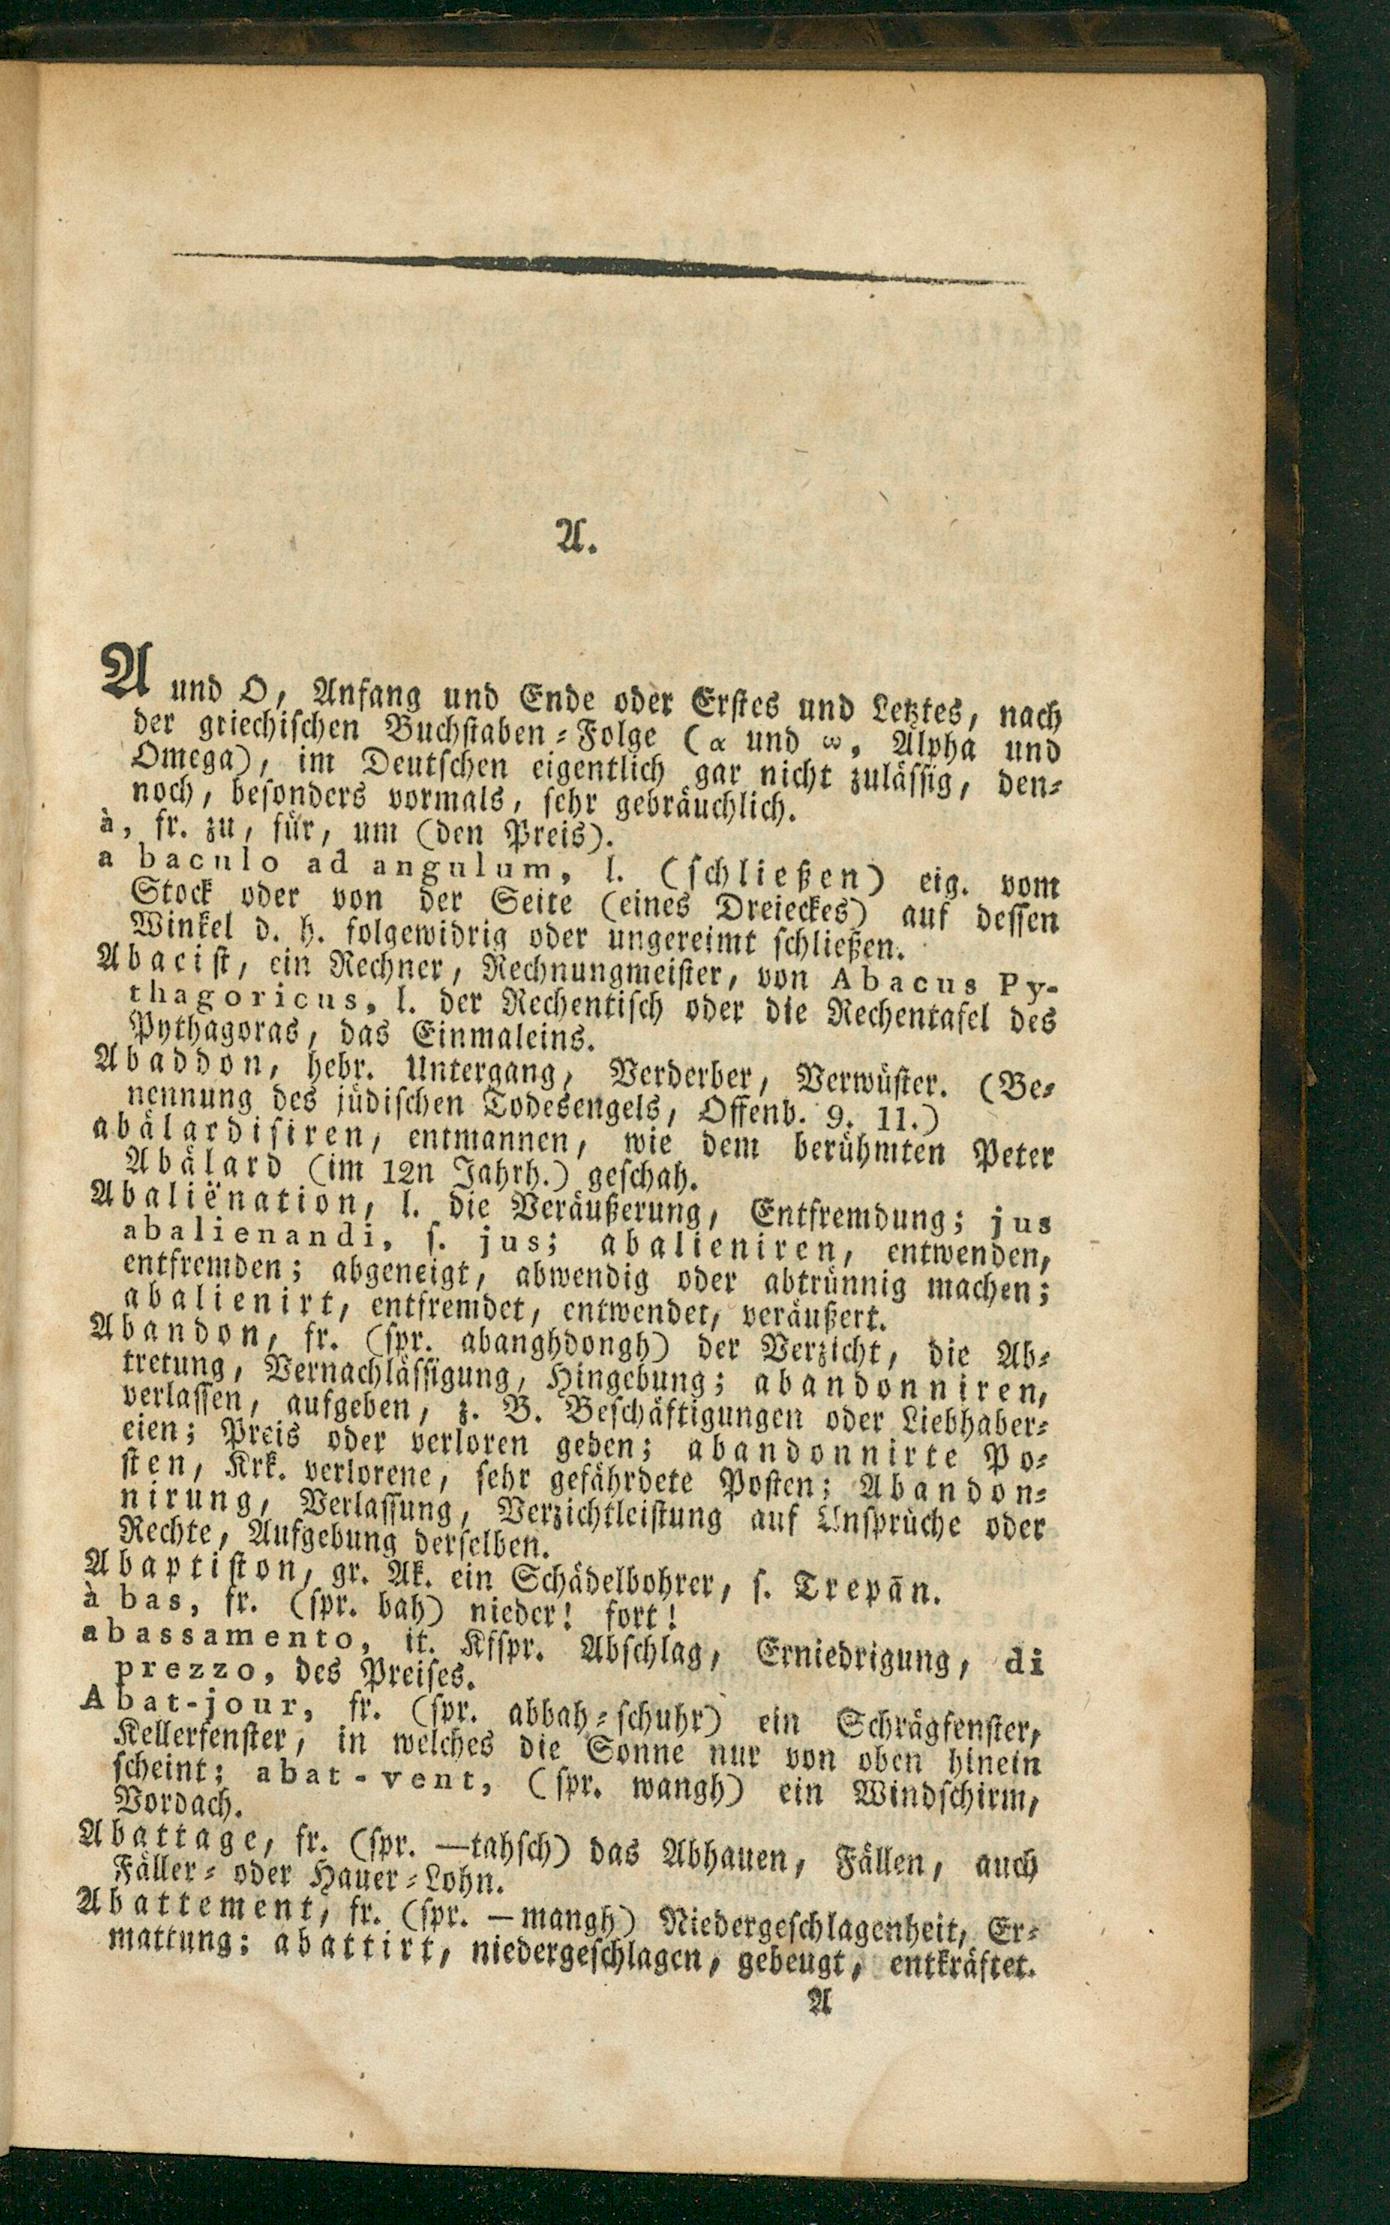 A.
A und O, Anfang und Ende oder Erstes und Letztes, nach
der griechischen Buchstaben-Folge (α und ω, Alpha und
Omega), im Deutschen eigentlich gar nicht zulässig, den-
noch, besonders vormals, sehr gebräuchlich.
à, fr. zu, für, um (den Preis).
a baculo ad angulum, l. (schließen) eig. vom
Stock oder von der Seite (eines Dreieckes) auf dessen
Winkel d. h. folgewidrig oder ungereimt schließen.
Abacist, ein Rechner, Rechnungmeister, von Abacus Py-
thagoricus, l. der Rechentisch oder die Rechentafel des
Pythagoras, das Einmaleins.
Abaddon, hebr. Untergang, Verderber, Verwüster. (Be-
nennung des jüdischen Todesengels, Offenb. 9. 11.)
abälardisiren, entmannen, wie dem berühmten Peter
Abälard (im 12n Jahrh.) geschah.
Abaliënation, l. die Veräußerung, Entfremdung; jus
abalienandi, s. jus; abalieniren, entwenden,
entfremden; abgeneigt, abwendig oder abtrünnig machen;
abalienirt, entfremdet, entwendet, veräußert.
Abandon, fr. (spr. abanghdongh) der Verzicht, die Ab-
tretung, Vernachlässigung, Hingebung; abandonniren,
verlassen, aufgeben, z. B. Beschäftigungen oder Liebhaber-
eien; Preis oder verloren geben; abandonnirte Po-
sten, Krk. verlorene, sehr gefährdete Posten; Abandon-
nirung, Verlassung, Verzichtleistung auf Ansprüche oder
Rechte, Aufgebung derselben.
Abaptiston, gr. Ak. ein Schädelbohrer, s. Trepān.
à bas, fr. (spr. bah) nieder! fort!
abassamento, it. Kfspr. Abschlag, Erniedrigung, di
prezzo, des Preises.
Abat-jour, fr. (spr. abbah-schuhr) ein Schrägfenster,
Kellerfenster, in welches die Sonne nur von oben hinein
scheint; abat-vent, (spr. wangh) ein Windschirm,
Vordach.
Abattage, fr. (spr. —tahsch) das Abhauen, Fällen, auch
Fäller- oder Hauer-Lohn.
Abattement, fr. (spr. —mangh) Niedergeschlagenheit, Er-
mattung; abattirt, niedergeschlagen, gebeugt, entkräftet.
A